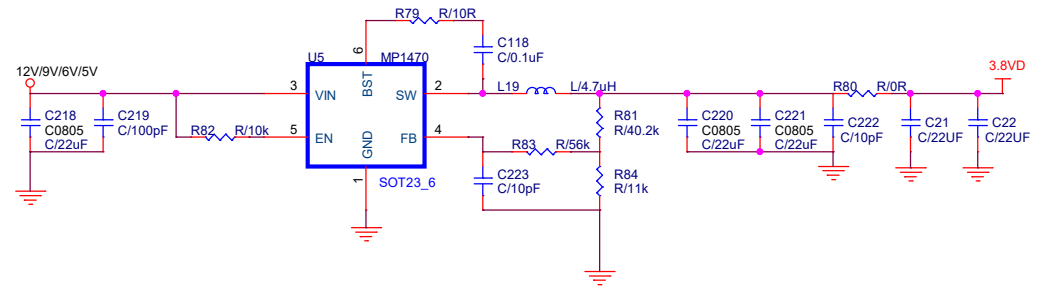 R79 R/10R
6
U5 MP1470
C118
C/0.1uF
12V/9V/6V/5V
3.8VD
3 VIN BST SW 2
L19 L/4.7uH
R80 R/0R
C218
C0805
C/22uF
C219
C/100pF
R82 R/10k
5 EN GND FB 4
R81
R/40.2k
C220
C0805
C/22uF
C221
C0805
C/22uF
C222
C/10pF
C21
C/22UF
C22
C/22UF
R83 R/56k
1
SOT23_6
C223
C/10pF
R84
R/11k